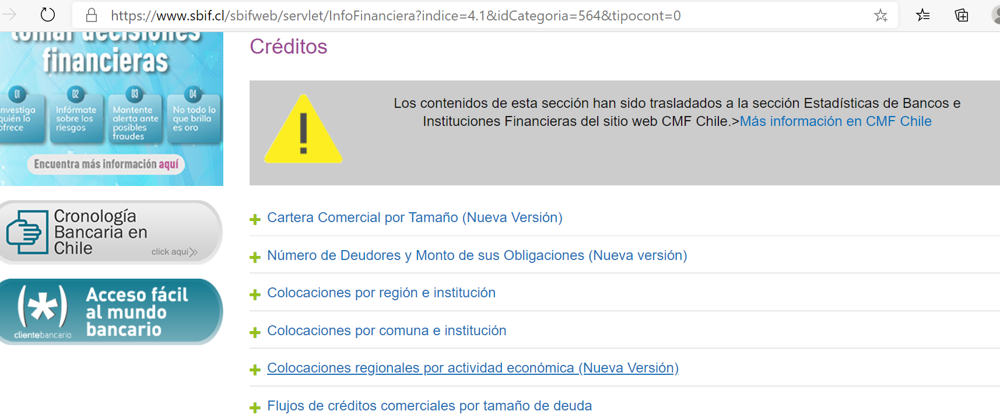 https://www.sbif.cl/sbifweb/servlet/InfoFinanciera?indice=4.1&idCategoria=564&tipocont=0
tomar decisiones
financieras
01
nvestiga
quién lo
ofrece
02
Infórmate
sobre los
riesgos
03
Mantente
alerta ante
posibles
fraudes
04
No todo lo
que brilla
es oro
Encuentra más información aquí
Cronología
Bancaria en
Chile
click aquí
Acceso fácil
al mundo
bancario
(*)
clientebancario
Créditos
Los contenidos de esta sección han sido trasladados a la sección Estadísticas de Bancos e
Instituciones Financieras del sitio web CMF Chile.>Más información en CMF Chile
Cartera Comercial por Tamaño (Nueva Versión)
Número de Deudores y Monto de sus Obligaciones (Nueva versión)
Colocaciones por región e institución
Colocaciones por comuna e institución
Colocaciones regionales por actividad económica (Nueva Versión)
Flujos de créditos comerciales por tamaño de deuda